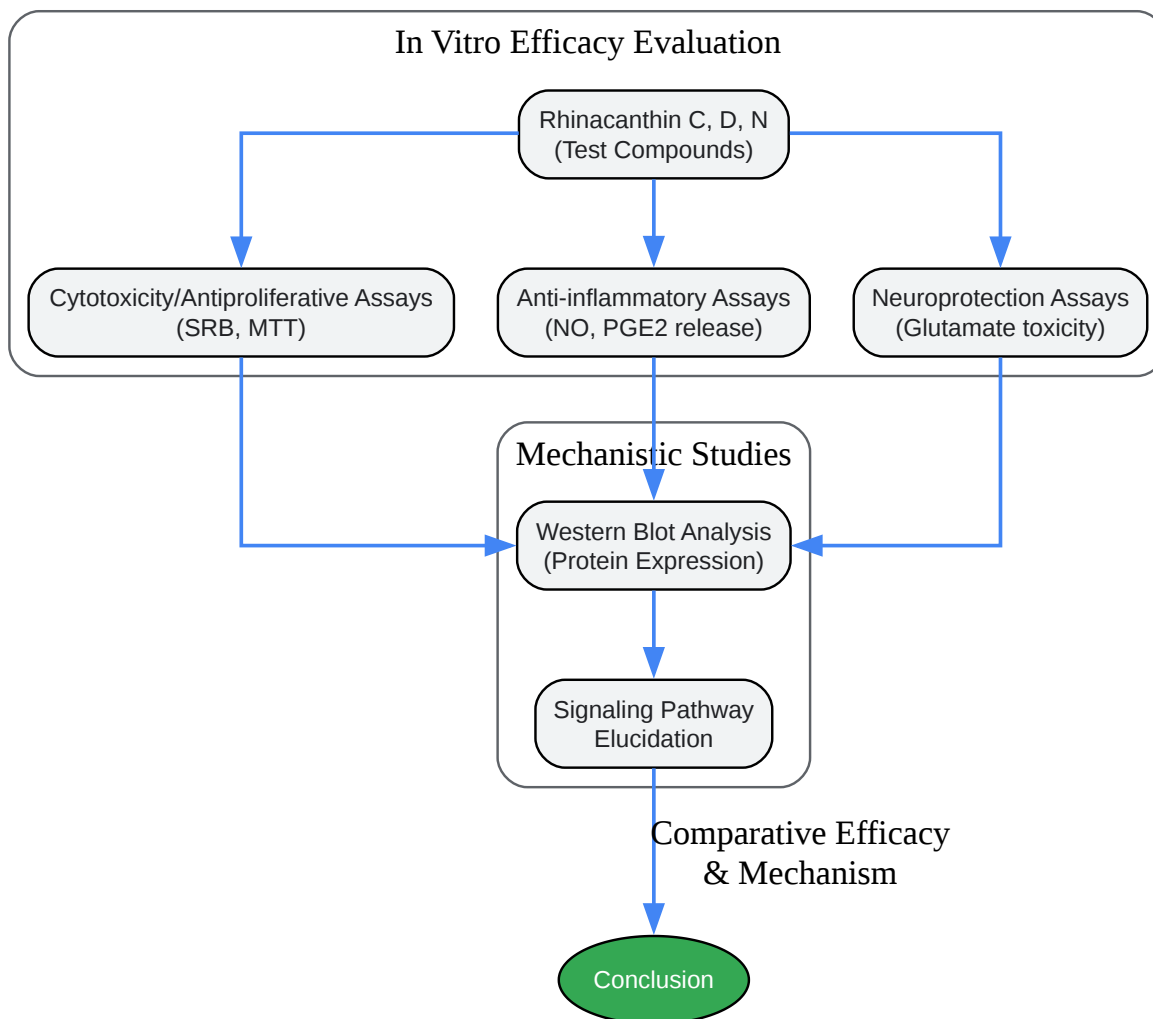 In Vitro Efficacy Evaluation
Rhinacanthin C, D, N
(Test Compounds)
Cytotoxicity/Antiproliferative Assays
(SRB, MTT)
Anti-inflammatory Assays
(NO, PGE2 release)
Neuroprotection Assays
(Glutamate toxicity)
Mechanistic Studies
Western Blot Analysis
(Protein Expression)
Signaling Pathway
Elucidation
Comparative Efficacy
& Mechanism
Conclusion